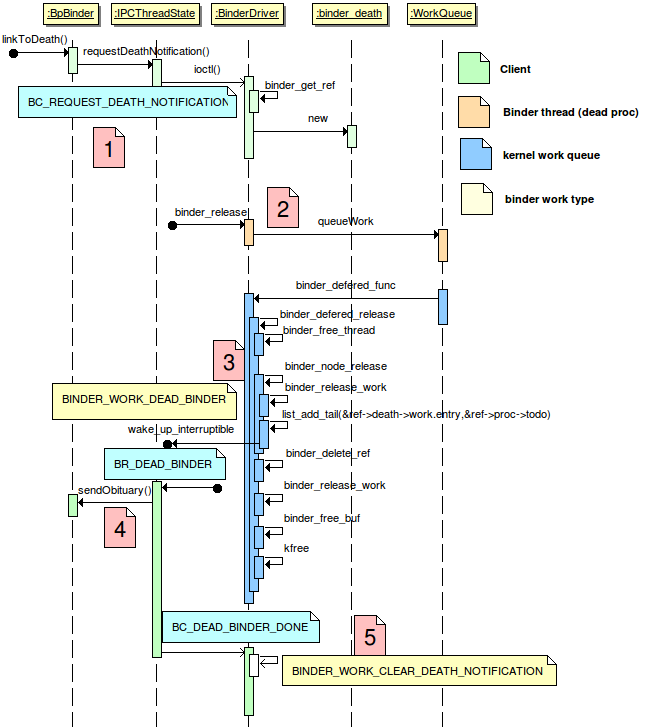 :BpBinder
:IPCThreadState
:BinderDriver
:binder_death
:WorkQueue
linkToDeath()
requestDeathNotification()
ioctl()
binder_get_ref
BC_REQUEST_DEATH_NOTIFICATION
new
1
Client
Binder thread (dead proc)
kernel work queue
binder work type
binder_release
2
queueWork
binder_defered_func
binder_defered_release
binder_free_thread
3
binder_node_release
binder_release_work
BINDER_WORK_DEAD_BINDER
list_add_tail(&ref->death->work.entry,&ref->proc->todo)
wake_up_interruptible
binder_delete_ref
BR_DEAD_BINDER
binder_release_work
sendObituary()
4
binder_free_buf
kfree
BC_DEAD_BINDER_DONE
5
BINDER_WORK_CLEAR_DEATH_NOTIFICATION